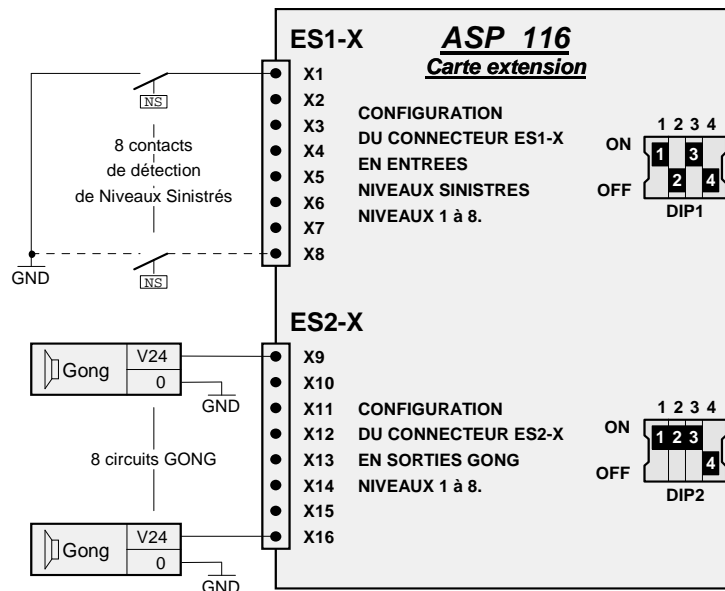 ES1-X
ASP 116
Carte extension
X1
X2
X3
X4
X5
X6
X7
X8
NS
8 contacts
de détection
de Niveaux Sinistrés
NS
GND
CONFIGURATION
DU CONNECTEUR ES1-X
EN ENTREES
NIVEAUX SINISTRES
NIVEAUX 1 à 8.
1 2 3 4
ON
1 3
2 4
OFF
DIP1
ES2-X
X9
X10
X11
X12
X13
X14
X15
X16
Gong
V24
0
GND
8 circuits GONG
Gong
V24
0
GND
CONFIGURATION
DU CONNECTEUR ES2-X
EN SORTIES GONG
NIVEAUX 1 à 8.
1 2 3 4
ON
1 2 3
4
OFF
DIP2